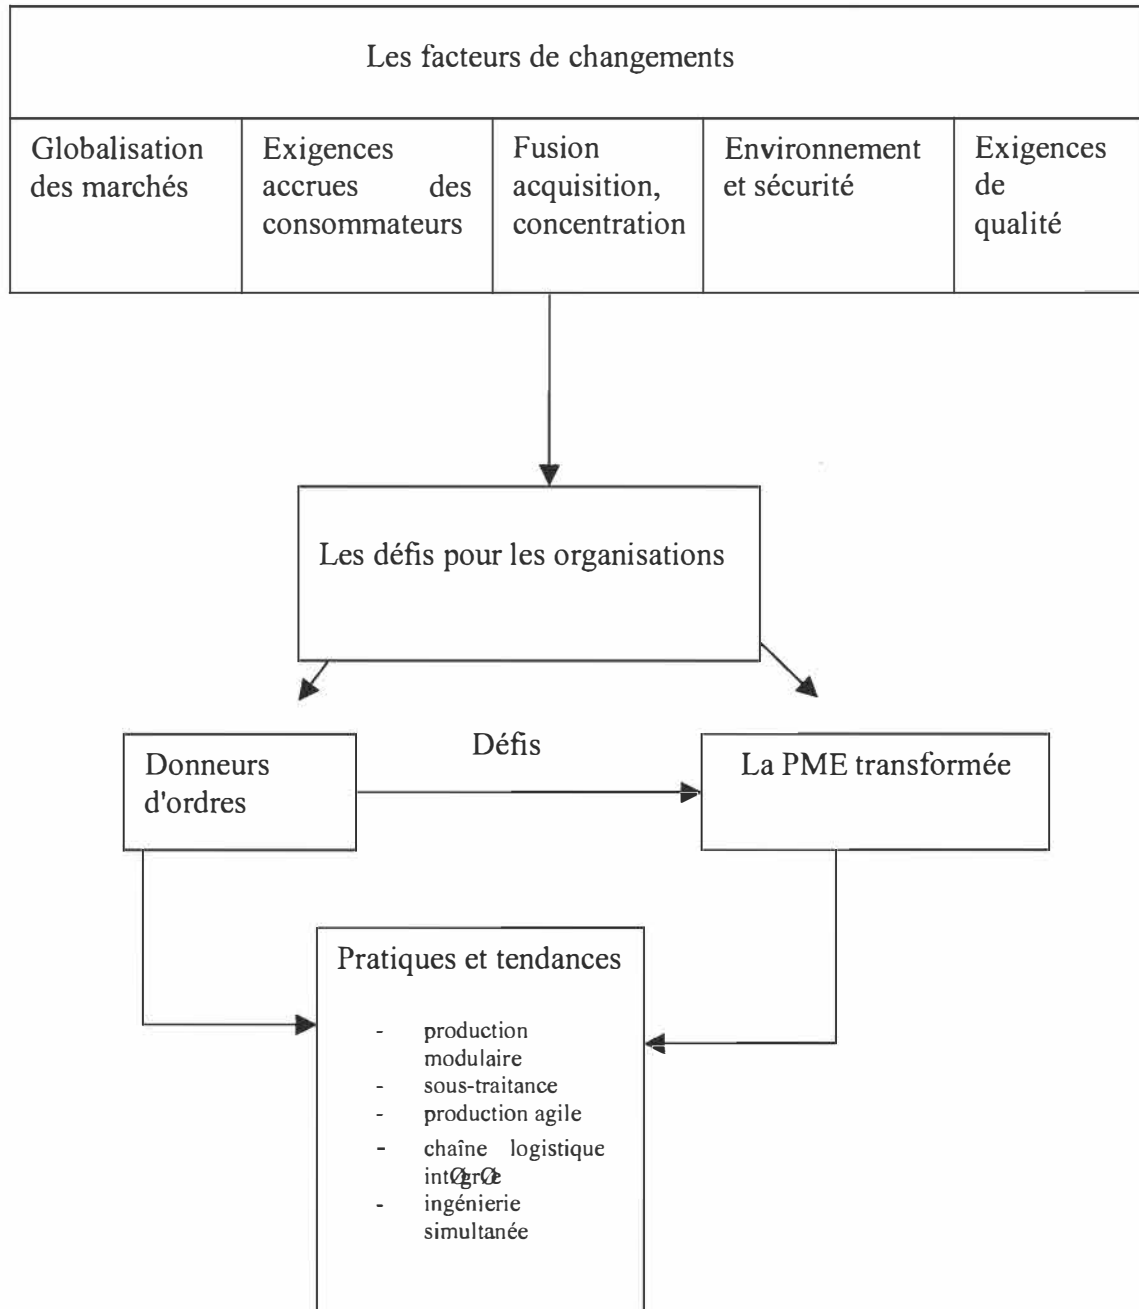 Les facteurs de changements
Globalisation
des marchés
Exigences
accrues des
consommateurs
Fusion
acquisition,
concentration
Environnement
et sécurité
Exigences
de
qualité
Les défis pour les organisations
Donneurs
d'ordres
Défis
La PME transformée
Pratiques et tendances
- production
modulaire
- sous-traitance
- production agile
- chaîne logistique
intØgrØe
- ingénierie
simultanée